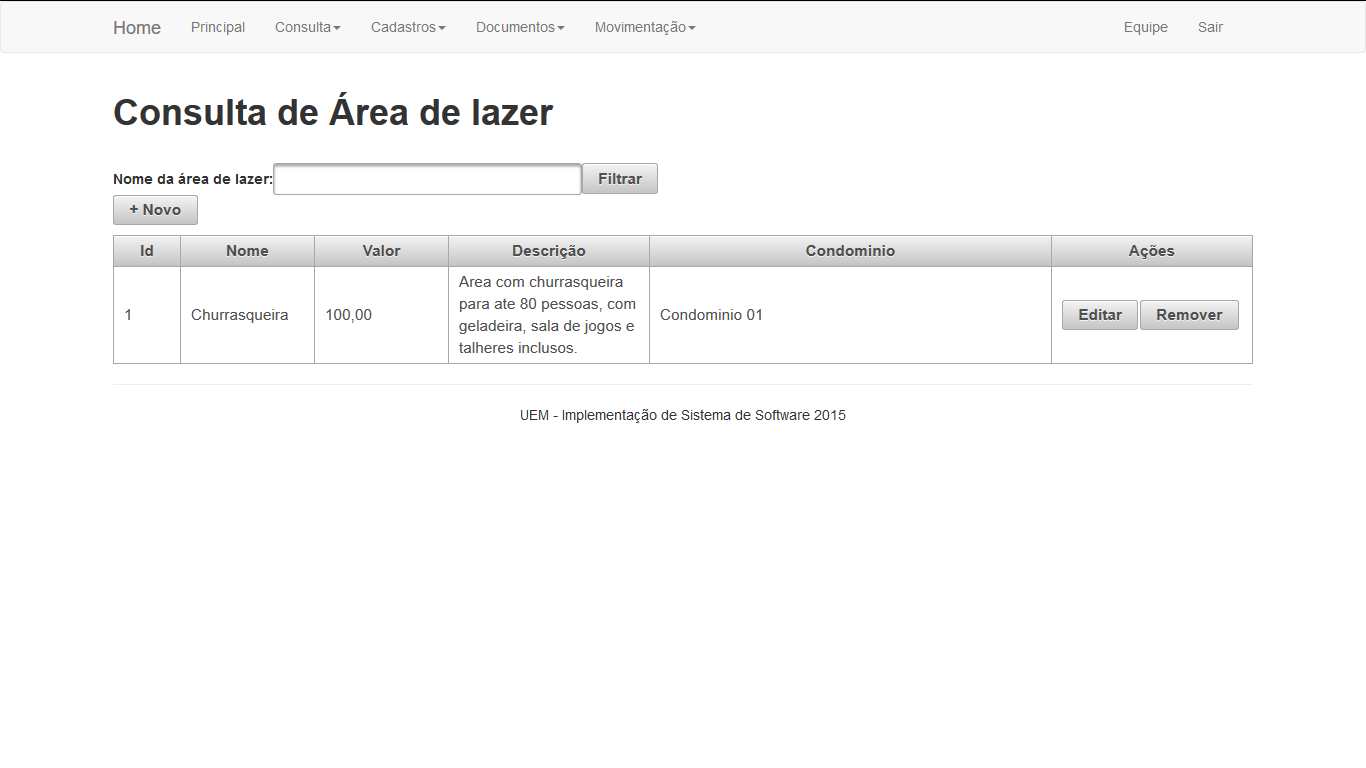 Home Principal Consulta Cadastros Documentos Movimentação Equipe Sair
Consulta de Área de lazer
Nome da área de lazer: Filtrar
+ Novo
Id Nome Valor Descrição Condominio Ações
1 Churrasqueira 100,00 Area com churrasqueira
para ate 80 pessoas, com
geladeira, sala de jogos e
talheres inclusos.
Condominio 01 Editar Remover
UEM - Implementação de Sistema de Software 2015